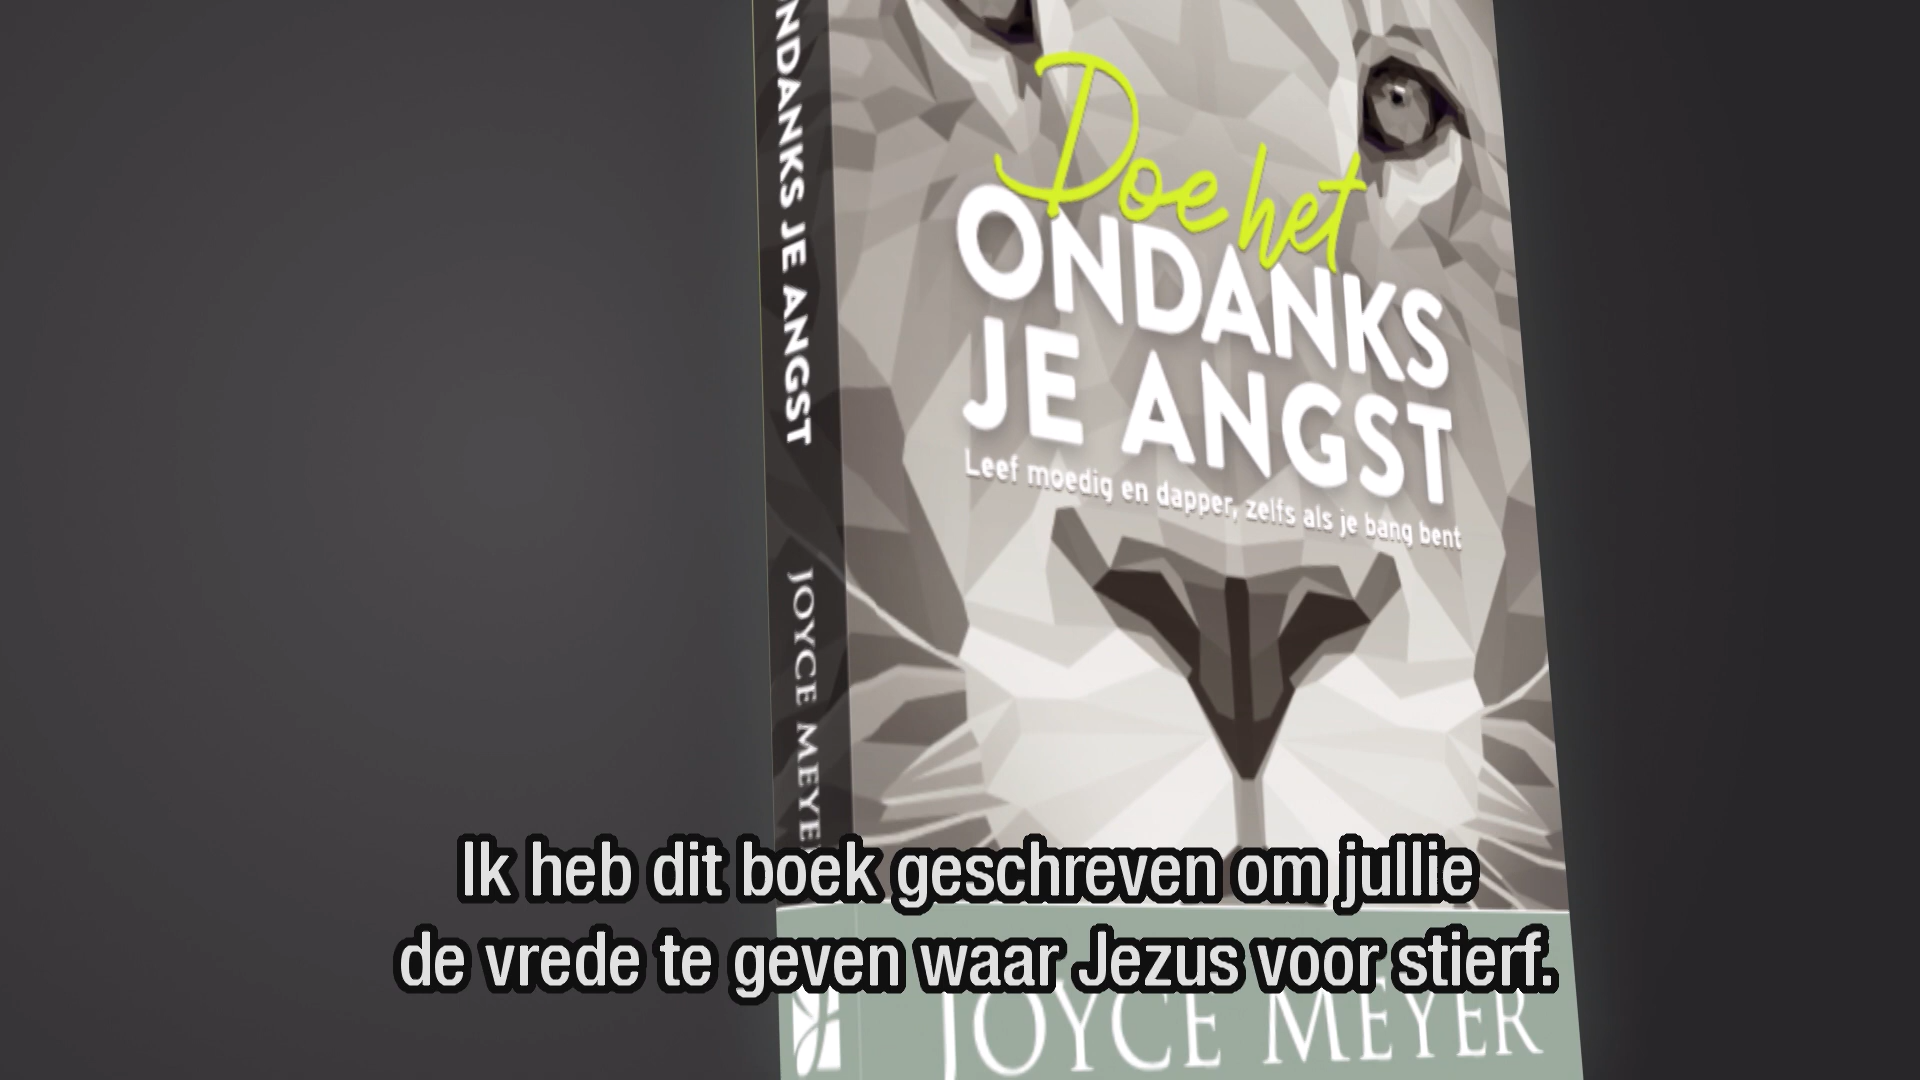 ONDANKS JE ANGST
JOYCE MEYER
Doe het
ONDANKS
JE ANGST
Leef moedig en dapper, zelfs als je bang bent
Ik heb dit boek geschreven om jullie
de vrede te geven waar Jezus voor stierf.
JOYCE MEYER